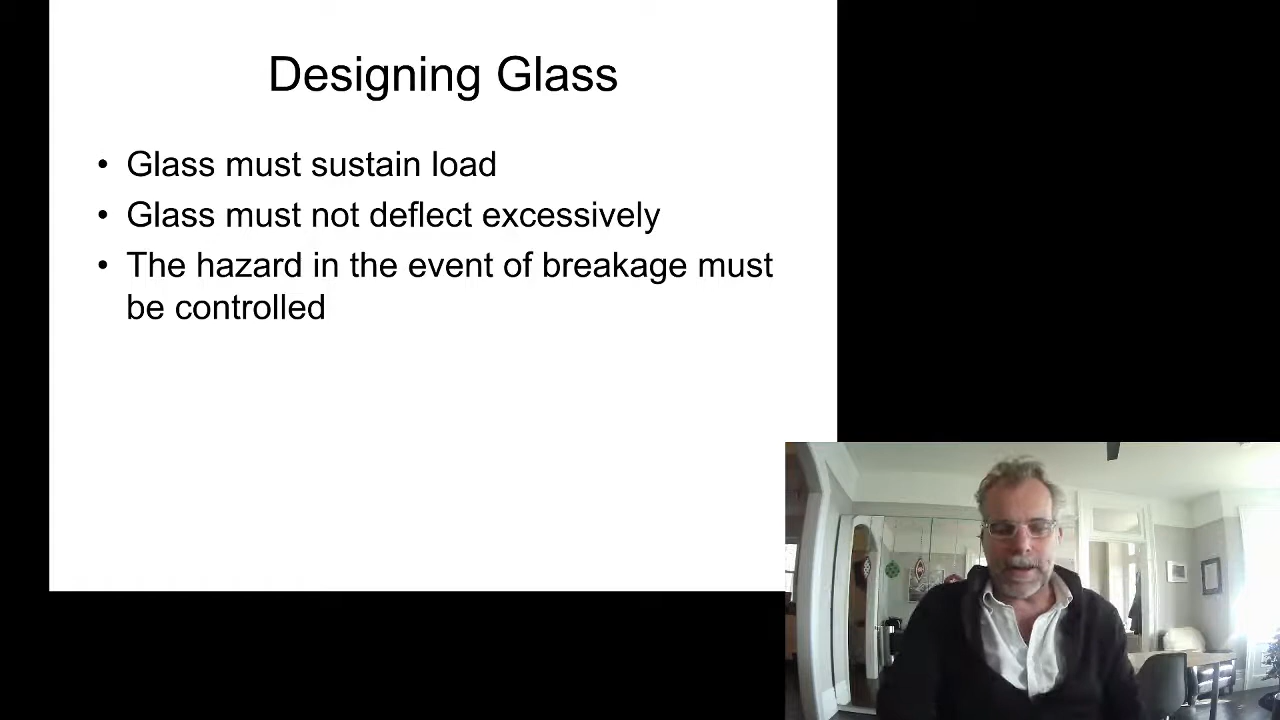 Designing Glass
• Glass must sustain load
• Glass must not deflect excessively
• The hazard in the event of breakage must
be controlled